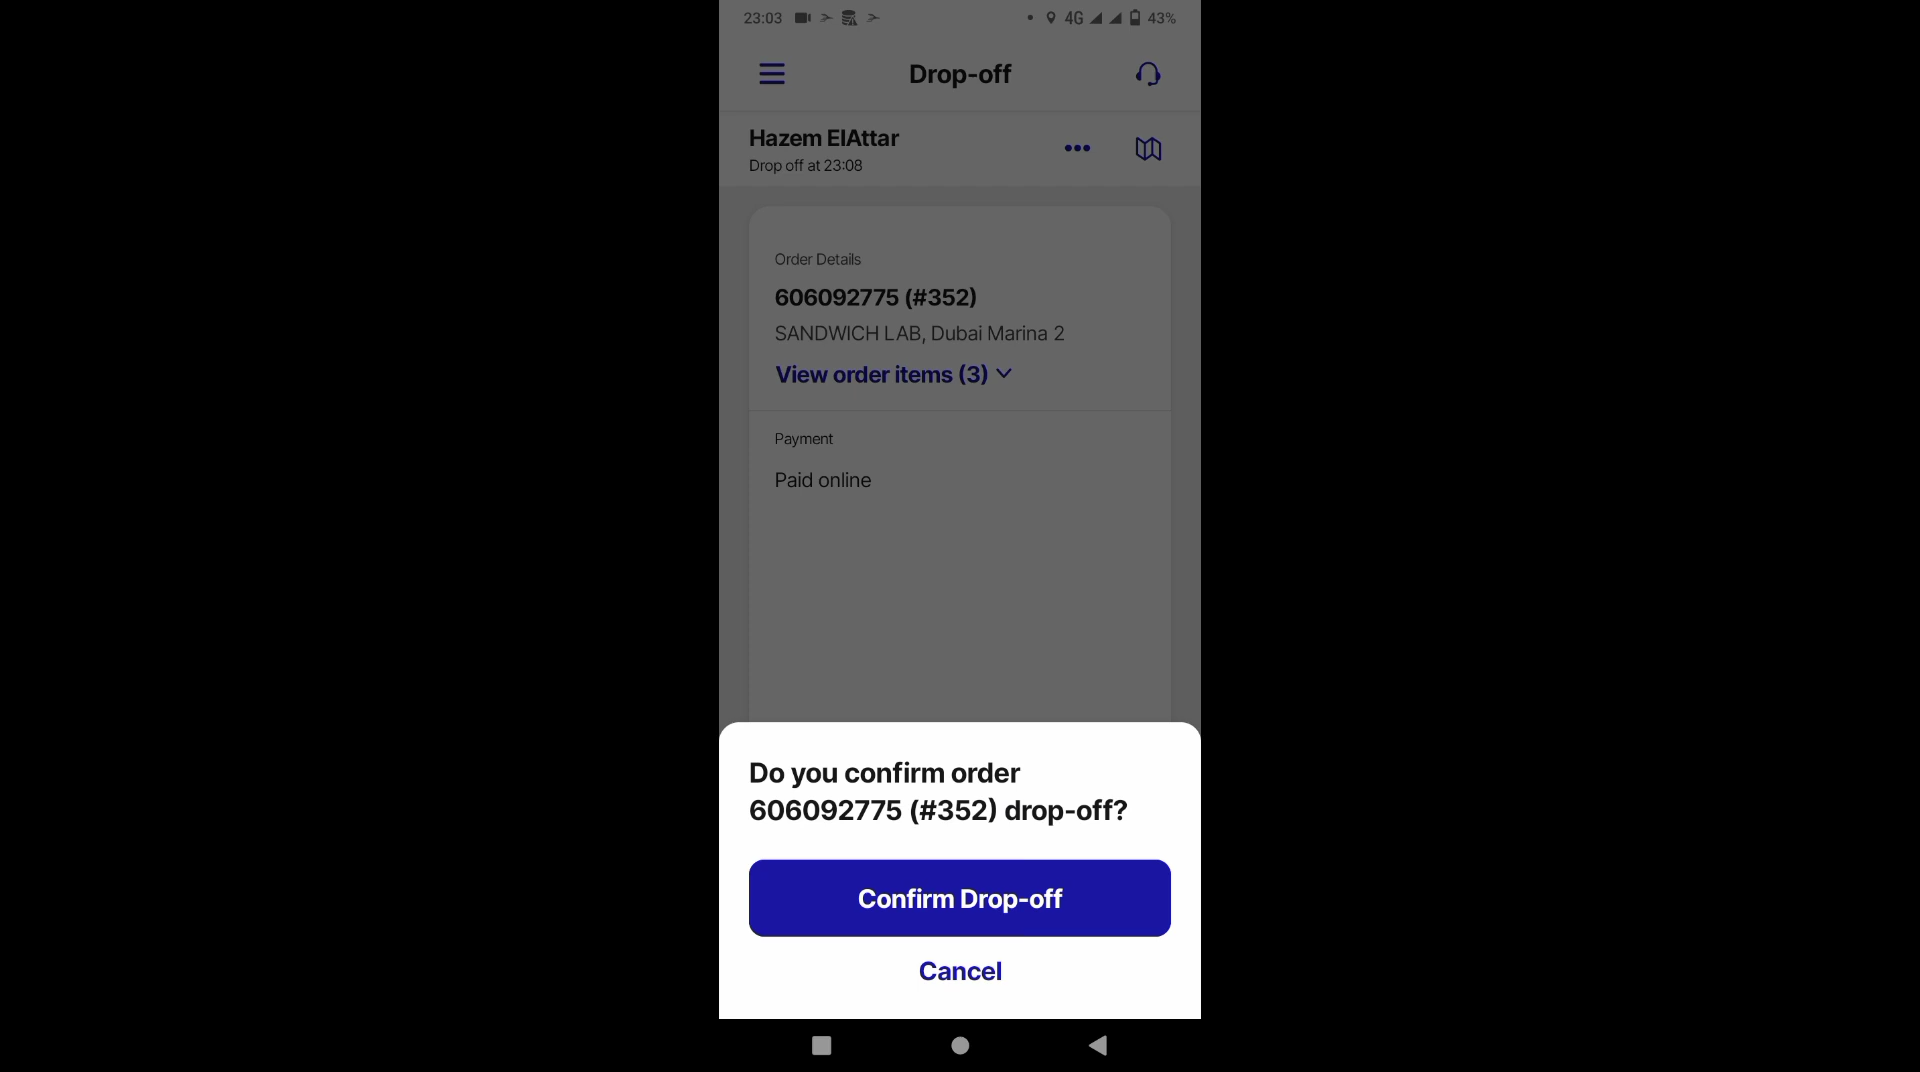 23:03 4G 43%
Drop-off
Hazem ElAttar
Drop off at 23:08
Order Details
606092775 (#352)
SANDWICH LAB, Dubai Marina 2
View order items (3)
Payment
Paid online
Do you confirm order
606092775 (#352) drop-off?
Confirm Drop-off
Cancel